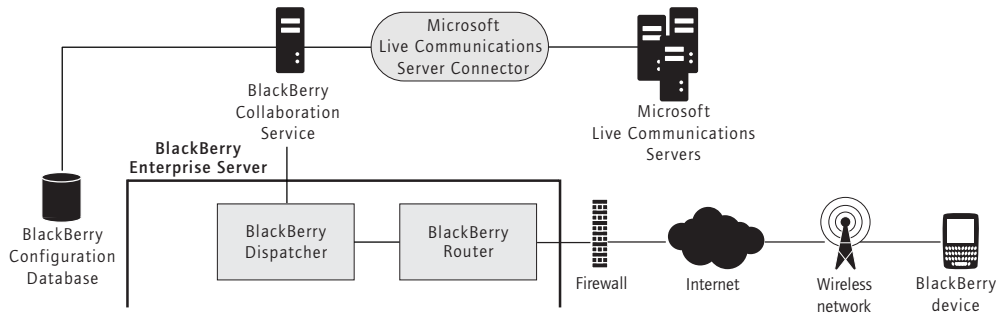 Microsoft
Live Communications
Server Connector
BlackBerry
Collaboration
Service
Microsoft
Live Communications
Servers
BlackBerry
Enterprise Server
BlackBerry
Configuration
Database
BlackBerry
Dispatcher
BlackBerry
Router
Firewall
Internet
Wireless
network
BlackBerry
device